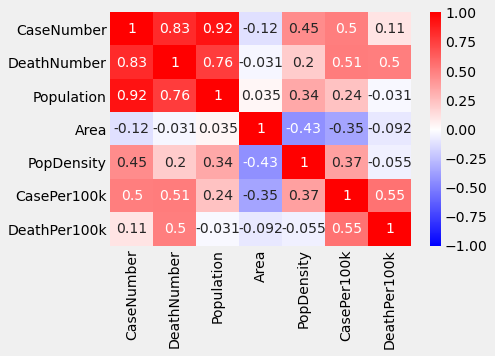 CaseNumber 1 0.83 0.92 -0.12 0.45 0.5 0.11
DeathNumber 0.83 1 0.76 -0.031 0.2 0.51 0.5
Population 0.92 0.76 1 0.035 0.34 0.24 -0.031
Area -0.12 -0.031 0.035 1 -0.43 -0.35 -0.092
PopDensity 0.45 0.2 0.34 -0.43 1 0.37 -0.055
CasePer100k 0.5 0.51 0.24 -0.35 0.37 1 0.55
DeathPer100k 0.11 0.5 -0.031 -0.092 -0.055 0.55 1
CaseNumber
DeathNumber
Population
Area
PopDensity
CasePer100k
DeathPer100k
1.00
0.75
0.50
0.25
0.00
−0.25
−0.50
−0.75
−1.00